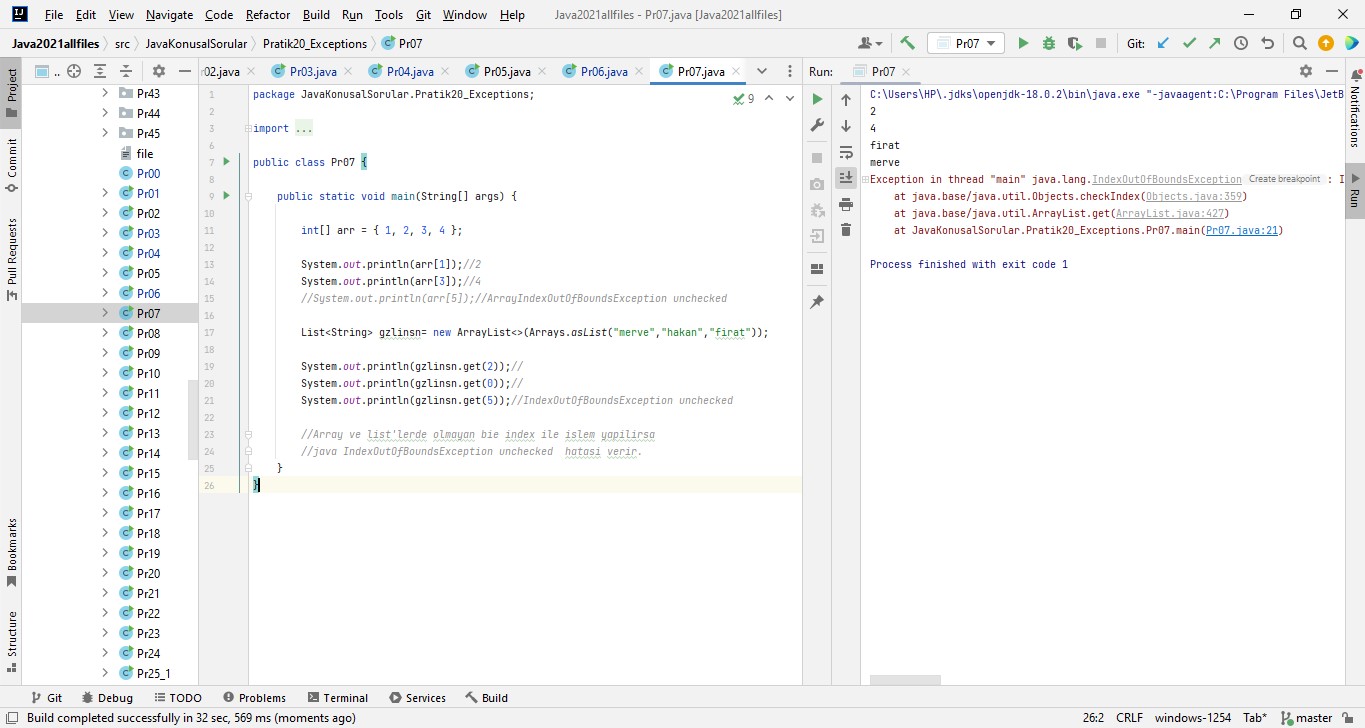 File Edit View Navigate Code Refactor Build Run Tools Git Window Help Java2021allfiles - Pr07.java [Java2021allfiles]
Java2021allfiles src JavaKonusalSorular Pratik20_Exceptions Pr07 Pr07 Git:
.. r02.java Pr03.java Pr04.java Pr05.java Pr06.java Pr07.java Run: Pr07
Project
Commit
Pull Requests
Bookmarks
Structure
Pr43
Pr44
Pr45
file
Pr00
Pr01
Pr02
Pr03
Pr04
Pr05
Pr06
Pr07
Pr08
Pr09
Pr10
Pr11
Pr12
Pr13
Pr14
Pr15
Pr16
Pr17
Pr18
Pr19
Pr20
Pr21
Pr22
Pr23
Pr24
Pr25_1
1 package JavaKonusalSorular.Pratik20_Exceptions; 9
2
3 import ...
6
7 public class Pr07 {
8
9 public static void main(String[] args) {
10
11 int[] arr = { 1, 2, 3, 4 };
12
13 System.out.println(arr[1]);//2
14 System.out.println(arr[3]);//4
15 //System.out.println(arr[5]);//ArrayIndexOutOfBoundsException unchecked
16
17 List<String> gzlinsn= new ArrayList<>(Arrays.asList("merve","hakan","firat"));
18
19 System.out.println(gzlinsn.get(2));//
20 System.out.println(gzlinsn.get(0));//
21 System.out.println(gzlinsn.get(5));//IndexOutOfBoundsException unchecked
22
23 //Array ve list'lerde olmayan bie index ile islem yapilirsa
24 //java IndexOutOfBoundsException unchecked hatasi verir.
25 }
26 }
C:\Users\HP\.jdks\openjdk-18.0.2\bin\java.exe "-javaagent:C:\Program Files\JetB
2
4
firat
merve
Exception in thread "main" java.lang.IndexOutOfBoundsException Create breakpoint : I
at java.base/java.util.Objects.checkIndex(Objects.java:359)
at java.base/java.util.ArrayList.get(ArrayList.java:427)
at JavaKonusalSorular.Pratik20_Exceptions.Pr07.main(Pr07.java:21)
Process finished with exit code 1
Notifications
Run
Git Debug TODO Problems Terminal Services Build
Build completed successfully in 32 sec, 569 ms (moments ago) 26:2 CRLF windows-1254 Tab* master